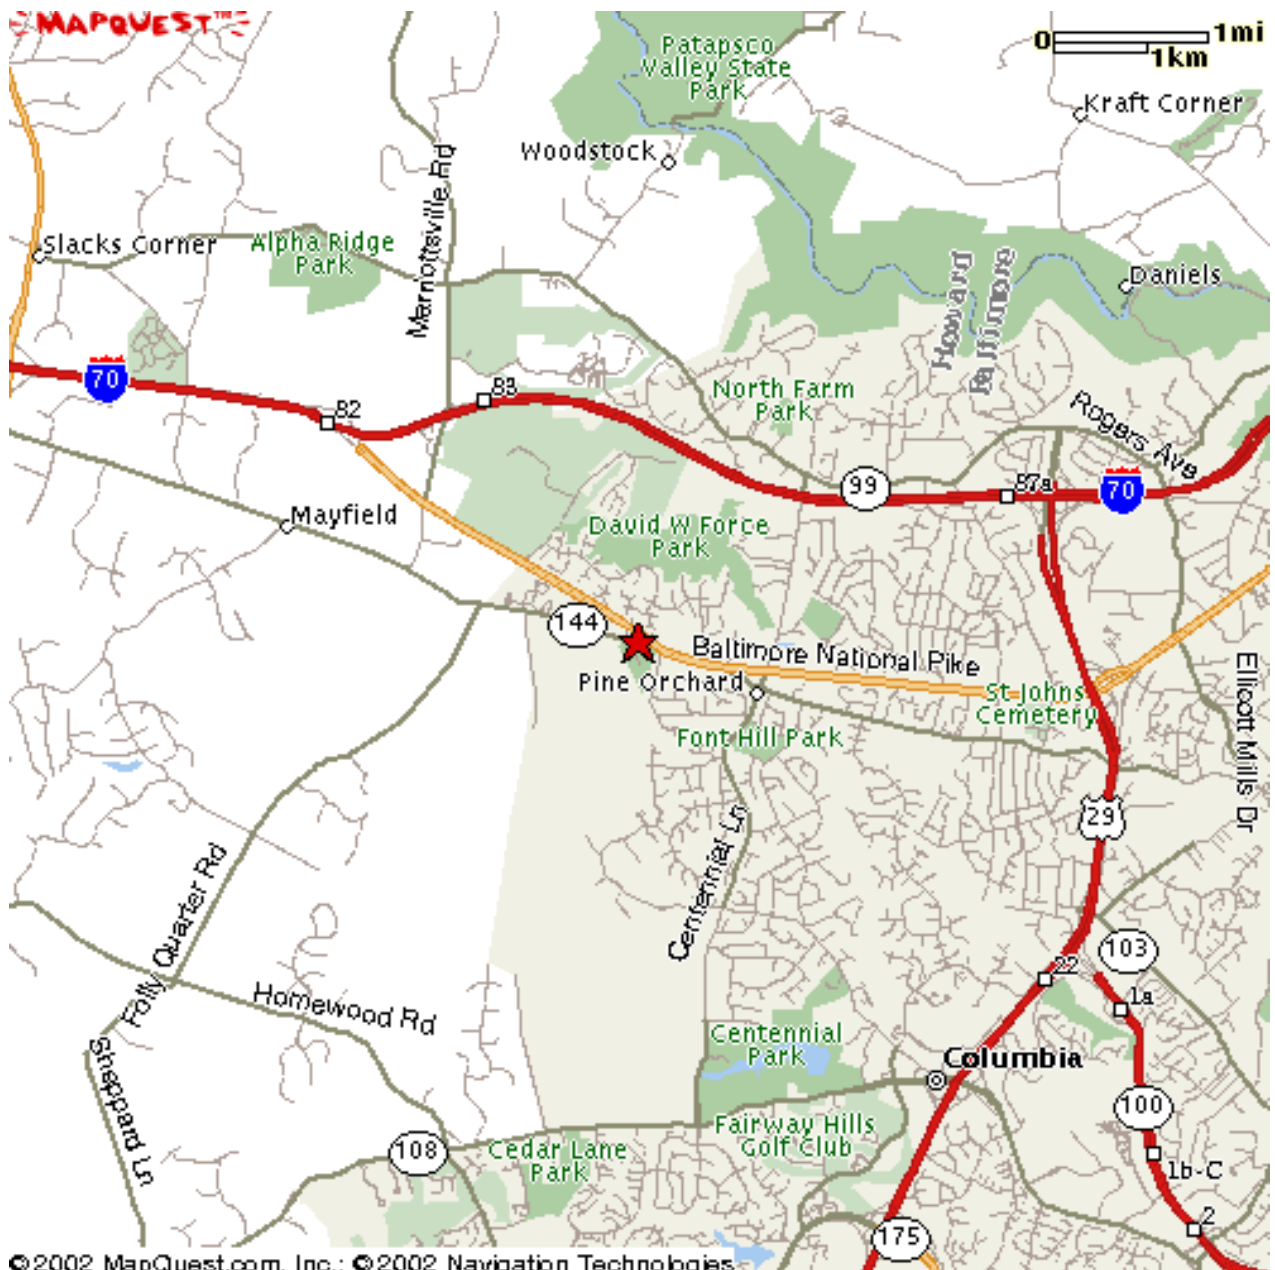 MAPQUEST™
0
1mi
1km
Patapsco
Valley State
Park
Kraft Corner
Woodstock
Marriottsville Rd
Slacks Corner
Alpha Ridge
Park
Howard
Baltimore
Daniels
70
82
83
North Farm
Park
Rogers Ave
99
87a
70
Mayfield
David W Force
Park
144
Baltimore National Pike
Pine Orchard
St Johns
Cemetery
Font Hill Park
Ellicott Mills Dr
29
Centennial Ln
Folly Quarter Rd
103
22
1a
Homewood Rd
Centennial
Park
Columbia
Sheppard Ln
100
108
Cedar Lane
Park
Fairway Hills
Golf Club
1b-C
2
175
©2002 MapQuest.com, Inc.; ©2002 Navigation Technologies